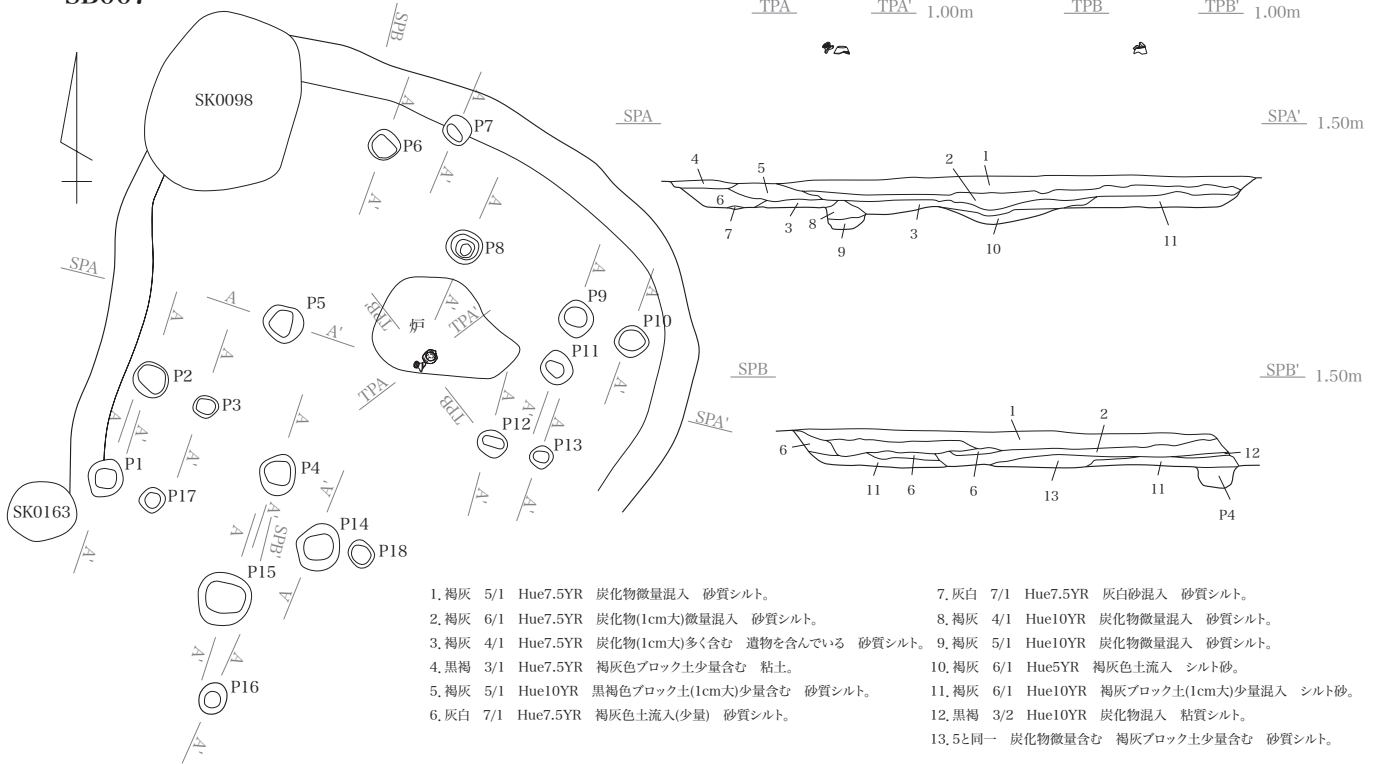 TPA TPA' 1.00m TPB TPB' 1.00m
SPB
SK0098
A A
P6 P7
A' A'
A
P8
SPA SPA' 1.50m
4 5 2 1
6
7 3 8 9 3 10 11
SPA
A A A A
P5
A'
TPB' A' TPA'
炉
P9
P10
P11
A
P2
P3
TPA TPB
A A' A' A'
SPA'
A A' A
P12
P13
P1
P4
P17
SK0163
A' A' A'
A' A A' SPB' A'
P14
P18
P15
A
A' A
P16
A'
SPB SPB' 1.50m
1 2
6 12
11 6 6 13 11
P4
1. 褐灰 5/1 Hue7.5YR 炭化物微量混入 砂質シルト。
2. 褐灰 6/1 Hue7.5YR 炭化物(1cm大)微量混入 砂質シルト。
3. 褐灰 4/1 Hue7.5YR 炭化物(1cm大)多く含む 遺物を含んでいる 砂質シルト。
4. 黒褐 3/1 Hue7.5YR 褐灰色ブロック土少量含む 粘土。
5. 褐灰 5/1 Hue10YR 黒褐色ブロック土(1cm大)少量含む 砂質シルト。
6. 灰白 7/1 Hue7.5YR 褐灰色土流入(少量) 砂質シルト。
7. 灰白 7/1 Hue7.5YR 灰白砂混入 砂質シルト。
8. 褐灰 4/1 Hue10YR 炭化物微量混入 砂質シルト。
9. 褐灰 5/1 Hue10YR 炭化物微量混入 砂質シルト。
10. 褐灰 6/1 Hue5YR 褐灰色土流入 シルト砂。
11. 褐灰 6/1 Hue10YR 褐灰ブロック土(1cm大)少量混入 シルト砂。
12. 黒褐 3/2 Hue10YR 炭化物混入 粘質シルト。
13. 5と同一 炭化物微量含む 褐灰ブロック土少量含む 砂質シルト。